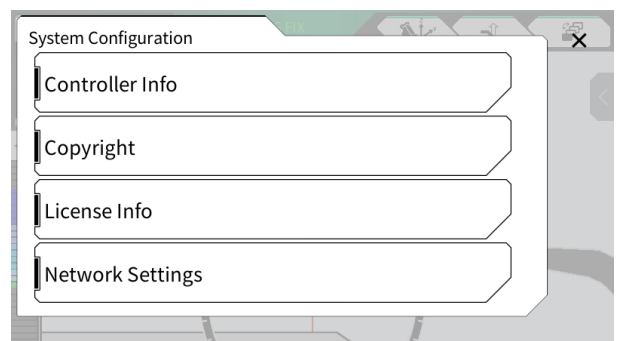 System Configuration
Controller Info
Copyright
License Info
Network Settings